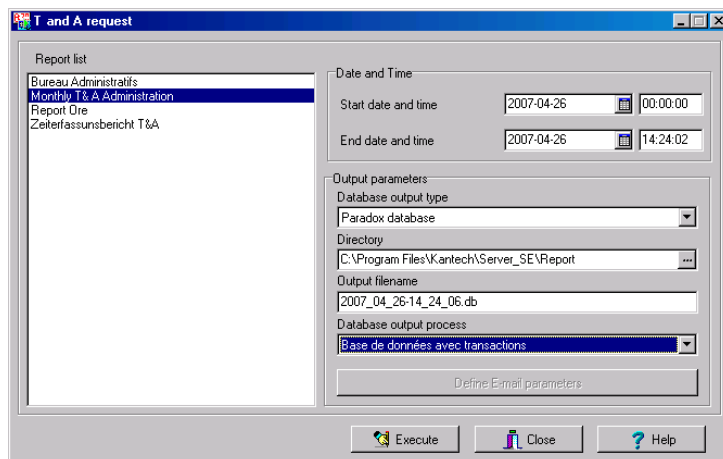 T and A request
Report list
Bureau Administratifs
Monthly T& A Administration
Report Ore
Zeiterfassunsbericht T&A
Date and Time
Start date and time
2007-04-26
00:00:00
End date and time
2007-04-26
14:24:02
Output parameters
Database output type
Paradox database
Directory
C:\Program Files\Kantech\Server_SE\Report
...
Output filename
2007_04_26-14_24_06.db
Database output process
Base de données avec transactions
Define E-mail parameters
Execute
Close
? Help